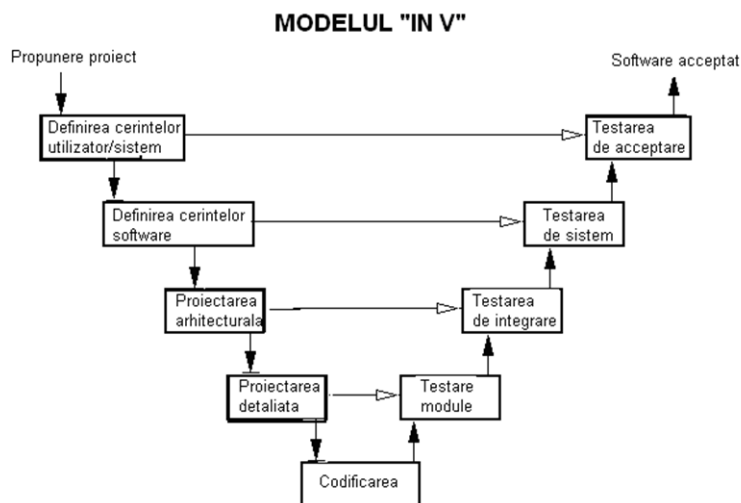 MODELUL "IN V"
Propunere proiect
Software acceptat
Definirea cerintelor
utilizator/sistem
Testarea
de acceptare
Definirea cerintelor
software
Testarea
de sistem
Proiectarea
arhitecturala
Testarea
de integrare
Proiectarea
detaliata
Testare
module
Codificarea